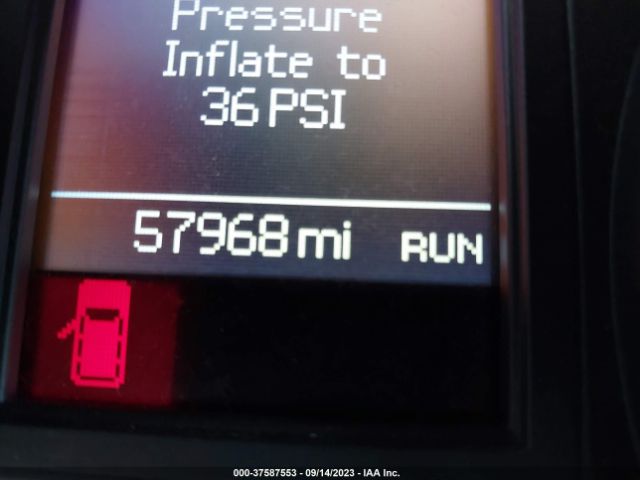 Pressure
Inflate to
36 PSI
57968 mi RUN
000-37587553 - 09/14/2023 - IAA Inc.